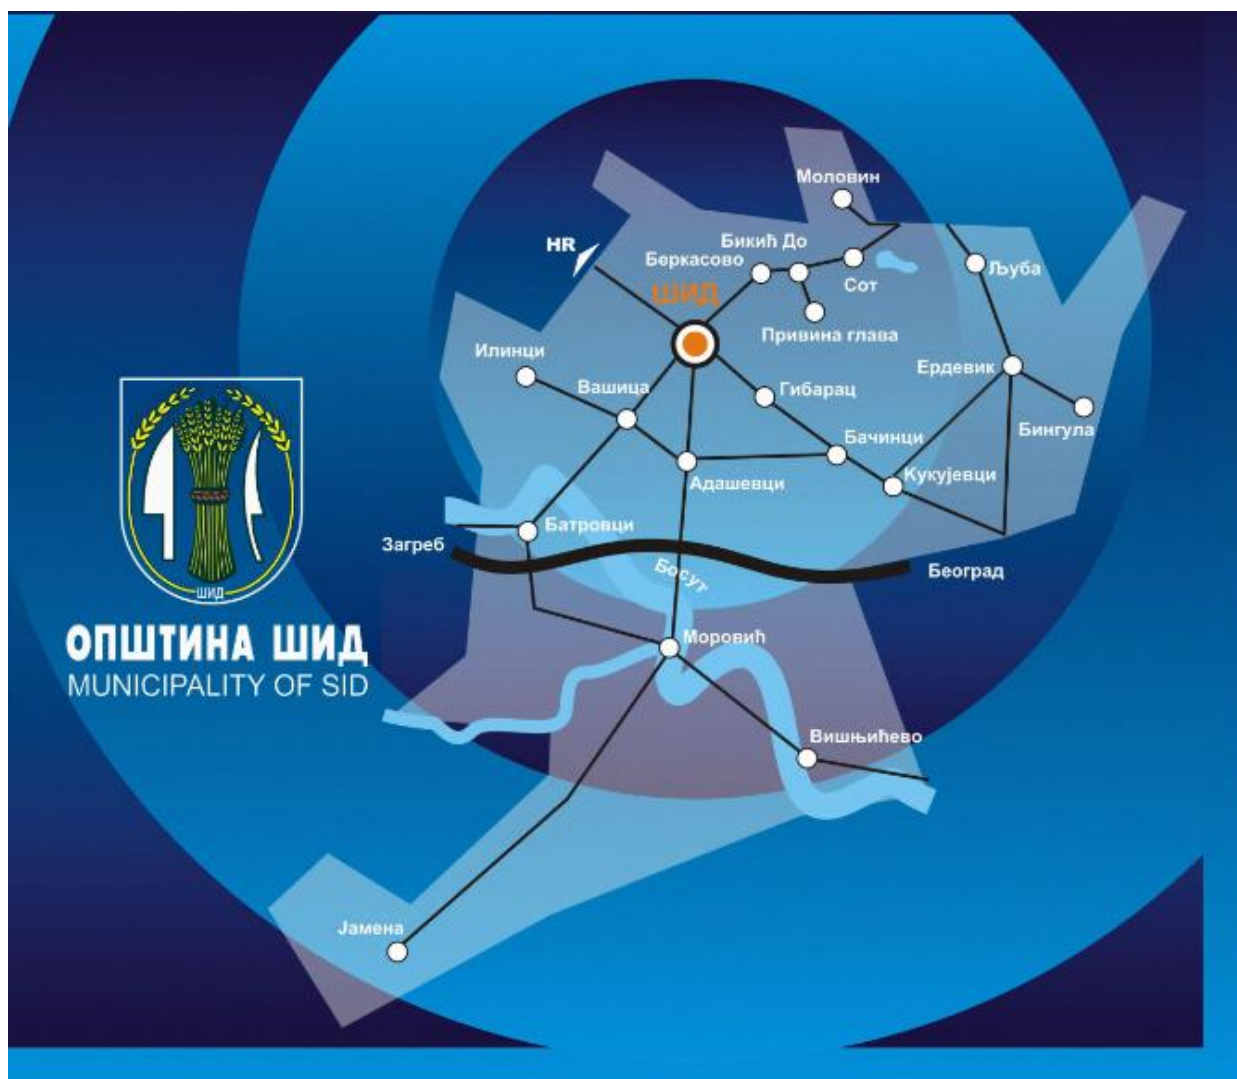 Моловин
HR
Бикић До
Беркасово
Љуба
Сот
ШИД
Привина глава
Илинци
Ердевик
Вашица
Гибарац
Бингула
Бачинци
Кукујевци
Адашевци
Батровци
Загреб
Босут
Београд
ШИД
ОПШТИНА ШИД
MUNICIPALITY OF SID
Моровић
Вишњићево
Јамена